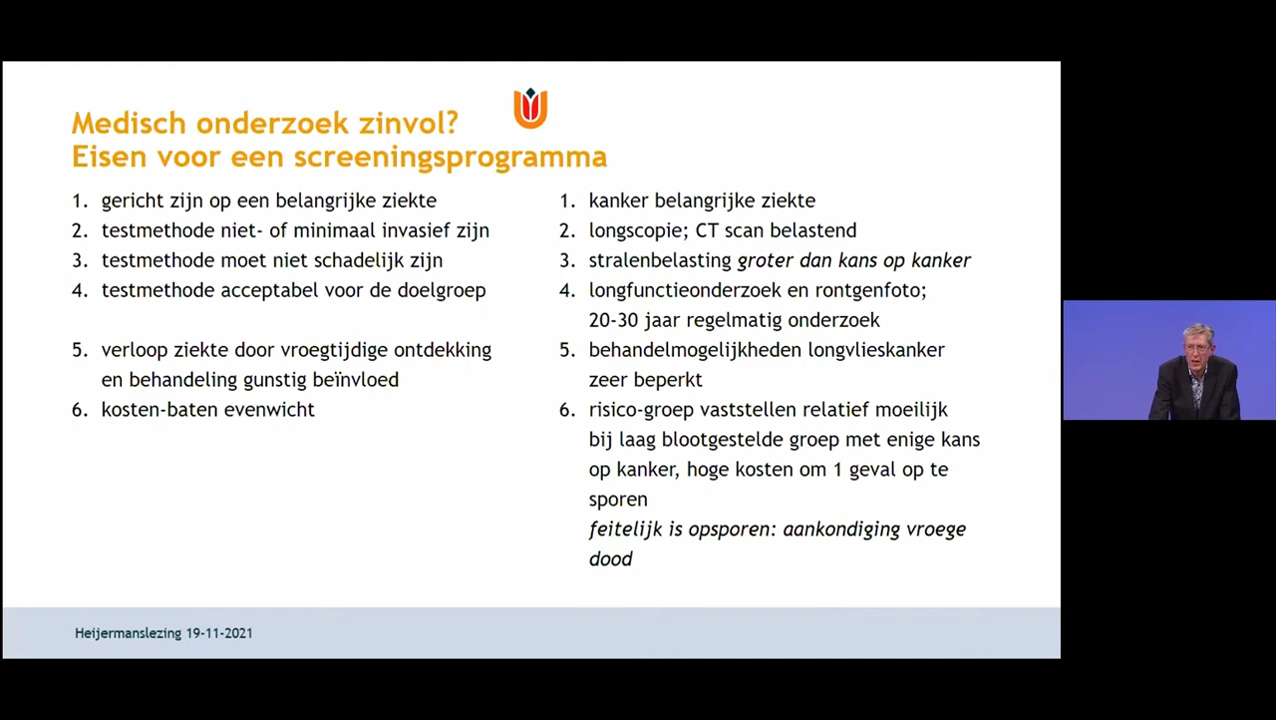 Medisch onderzoek zinvol?
Eisen voor een screeningsprogramma
1. gericht zijn op een belangrijke ziekte
2. testmethode niet- of minimaal invasief zijn
3. testmethode moet niet schadelijk zijn
4. testmethode acceptabel voor de doelgroep
5. verloop ziekte door vroegtijdige ontdekking
en behandeling gunstig beïnvloed
6. kosten-baten evenwicht
1. kanker belangrijke ziekte
2. longscopie; CT scan belastend
3. stralenbelasting groter dan kans op kanker
4. longfunctieonderzoek en rontgenfoto;
20-30 jaar regelmatig onderzoek
5. behandelmogelijkheden longvlieskanker
zeer beperkt
6. risico-groep vaststellen relatief moeilijk
bij laag blootgestelde groep met enige kans
op kanker, hoge kosten om 1 geval op te
sporen
feitelijk is opsporen: aankondiging vroege
dood
Heijermanslezing 19-11-2021